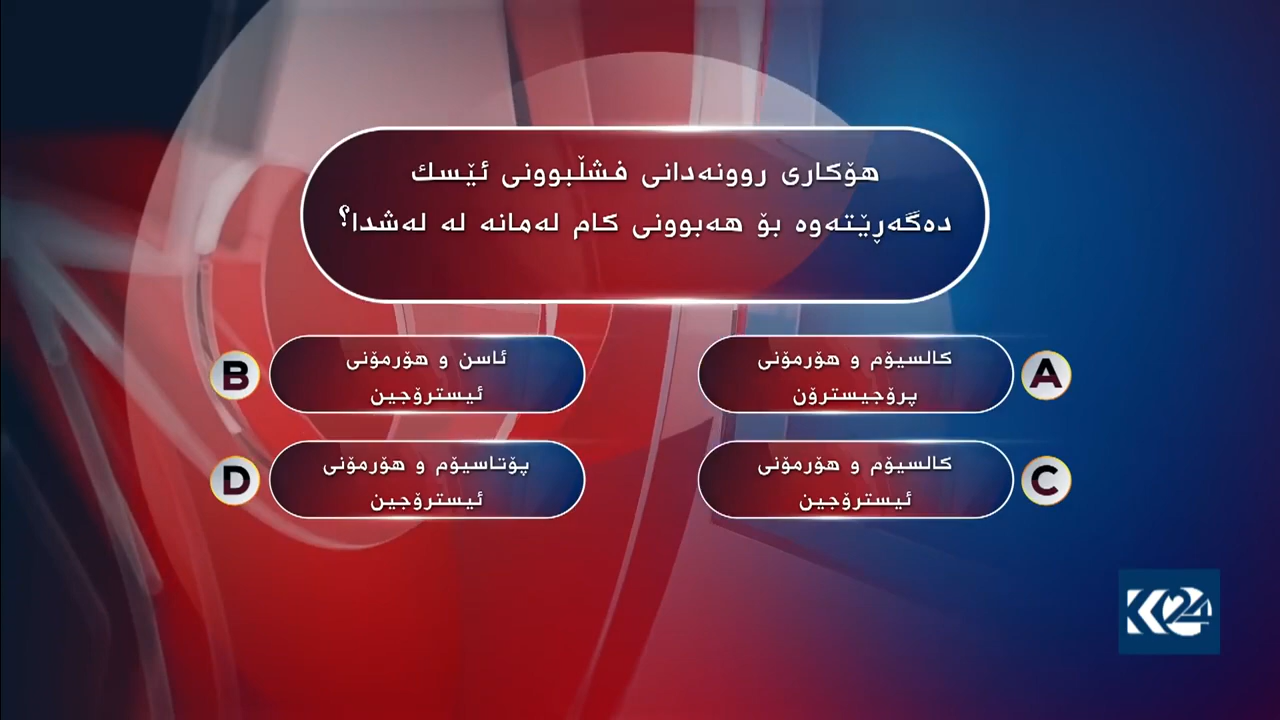 هۆکاری روونەدانی فشڵبوونی ئێسك
دەگەڕێتەوە بۆ هەبوونی کام لەمانە لە لەشدا؟
A
کالسیۆم و هۆرمۆنی
پرۆجیسترۆن
B
ئاسن و هۆرمۆنی
ئیسترۆجین
C
کالسیۆم و هۆرمۆنی
ئیسترۆجین
D
پۆتاسیۆم و هۆرمۆنی
ئیسترۆجین
K24